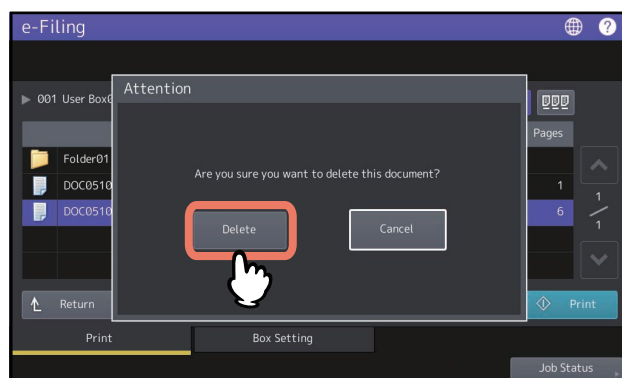 e-Filing
?
Attention
001 User Box
Pages
Folder01
Are you sure you want to delete this document?
DOC0510
1
1
DOC0510
6
1
Delete
Cancel
Return
Print
Print
Box Setting
Job Status